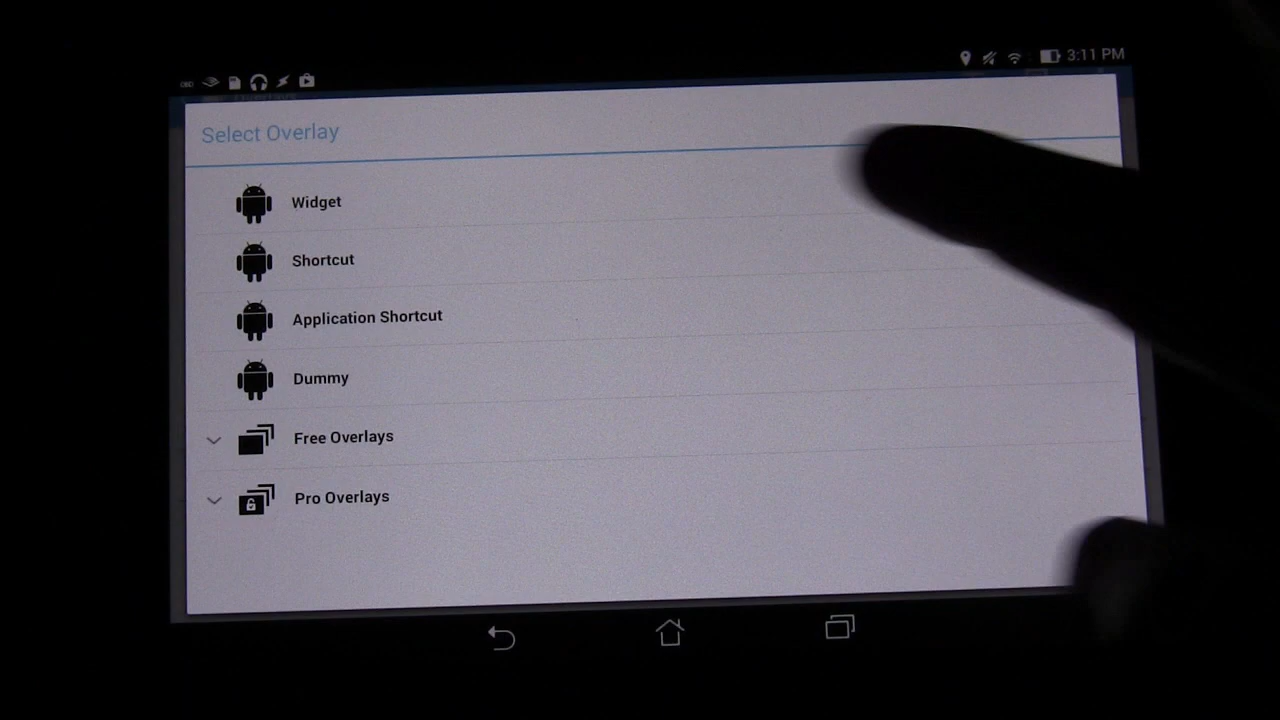 3:11 PM
Select Overlay
Widget
Shortcut
Application Shortcut
Dummy
Free Overlays
Pro Overlays